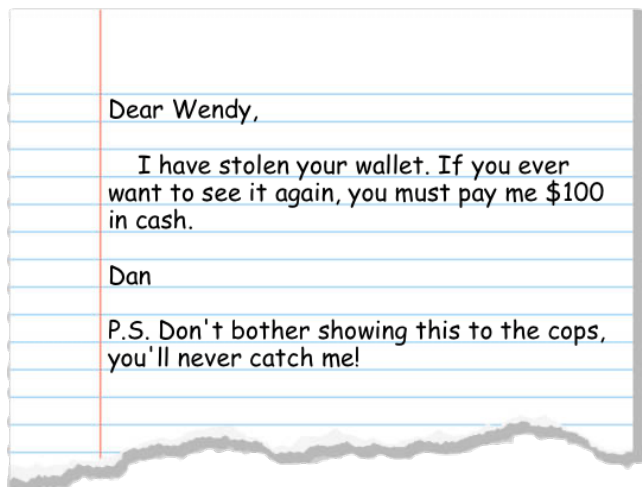 Dear Wendy,
I have stolen your wallet. If you ever
want to see it again, you must pay me $100
in cash.
Dan
P.S. Don't bother showing this to the cops,
you'll never catch me!